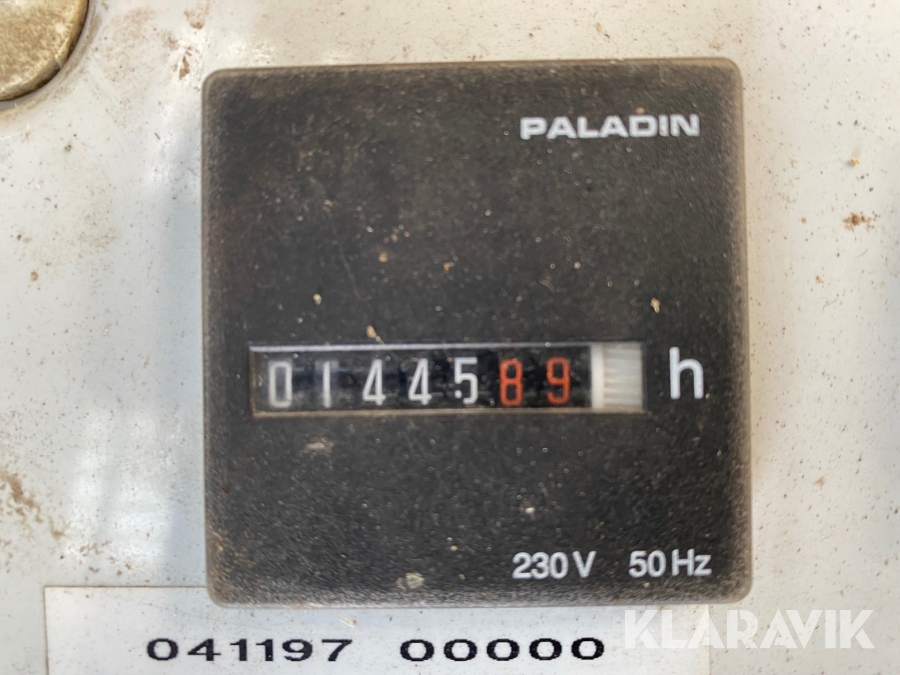 PALADIN
0144589 h
230V 50Hz
041197 00000
KLARAVIK